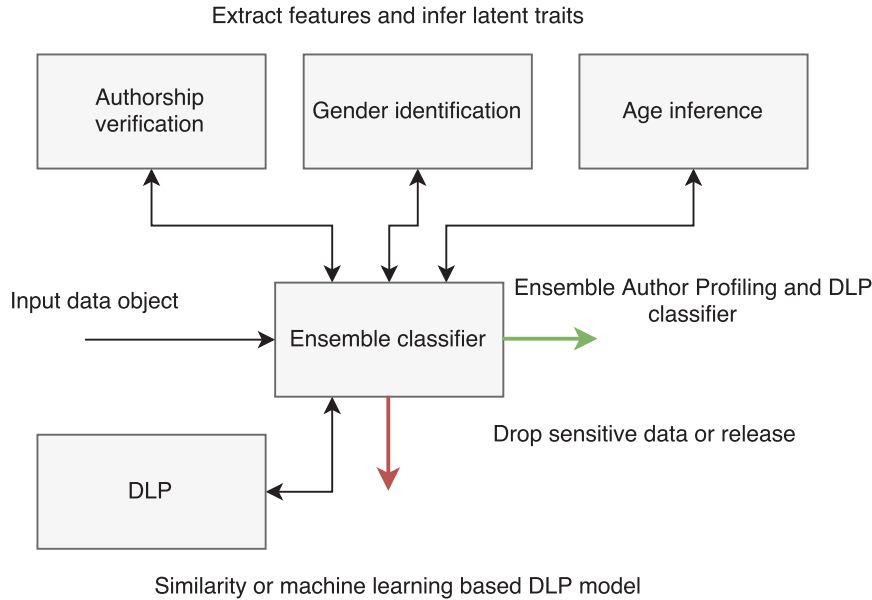 Extract features and infer latent traits
Authorship
verification
Gender identification
Age inference
Input data object
Ensemble classifier
Ensemble Author Profiling and DLP
classifier
Drop sensitive data or release
DLP
Similarity or machine learning based DLP model